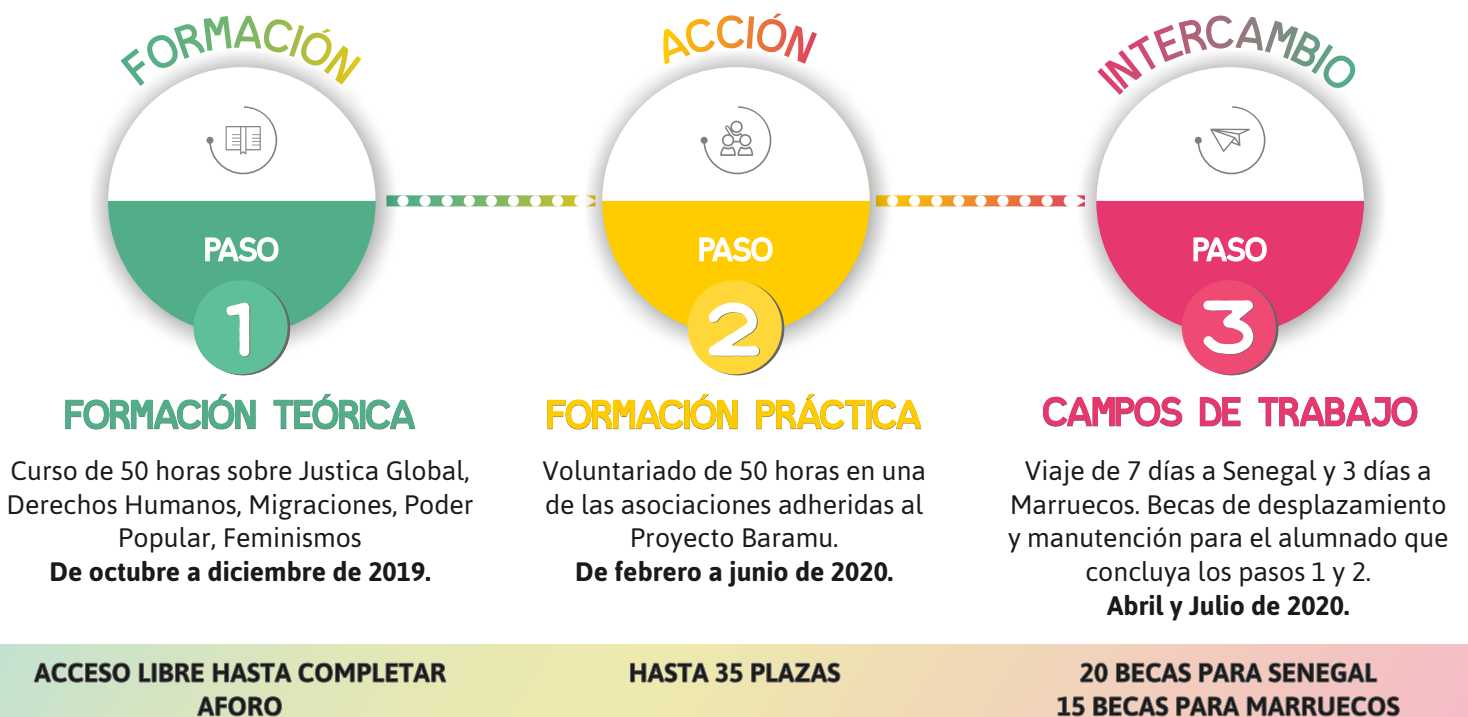 FORMACIÓN
PASO
1
FORMACIÓN TEÓRICA
Curso de 50 horas sobre Justica Global,
Derechos Humanos, Migraciones, Poder
Popular, Feminismos
De octubre a diciembre de 2019.
ACCESO LIBRE HASTA COMPLETAR
AFORO
ACCIÓN
PASO
2
FORMACIÓN PRÁCTICA
Voluntariado de 50 horas en una
de las asociaciones adheridas al
Proyecto Baramu.
De febrero a junio de 2020.
HASTA 35 PLAZAS
INTERCAMBIO
PASO
3
CAMPOS DE TRABAJO
Viaje de 7 días a Senegal y 3 días a
Marruecos. Becas de desplazamiento
y manutención para el alumnado que
concluya los pasos 1 y 2.
Abril y Julio de 2020.
20 BECAS PARA SENEGAL
15 BECAS PARA MARRUECOS